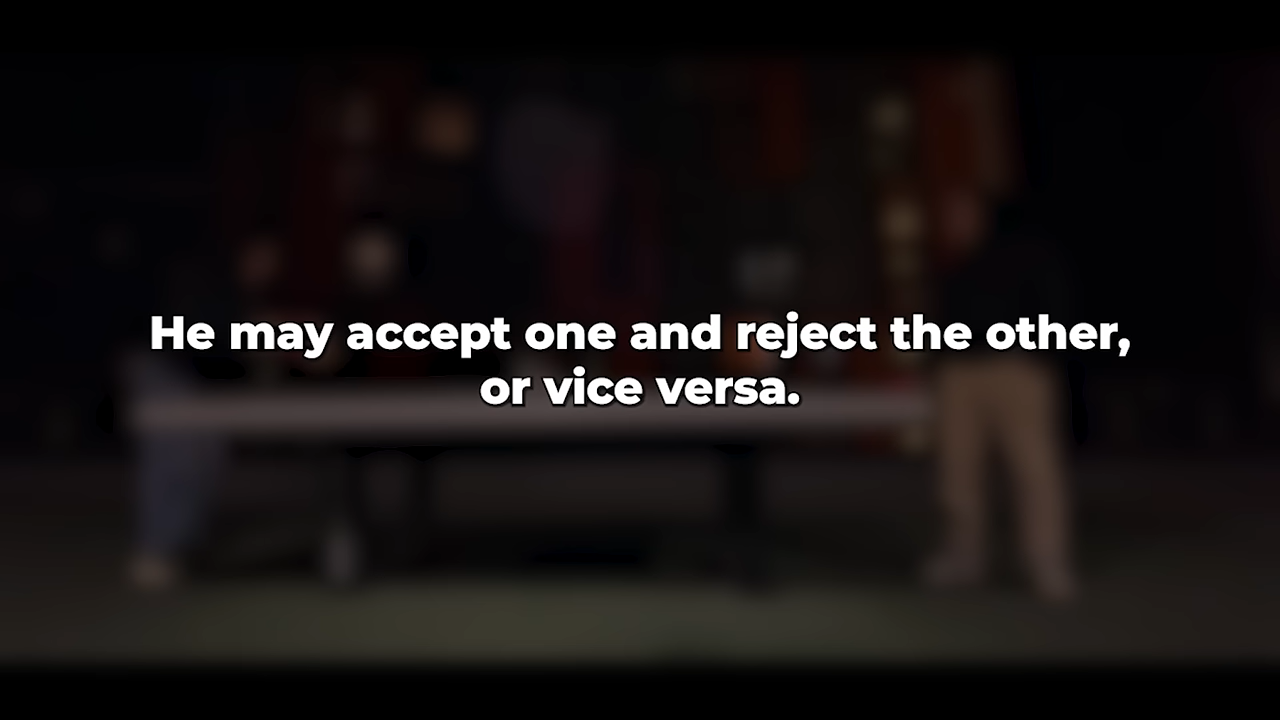 He may accept one and reject the other,
or vice versa.